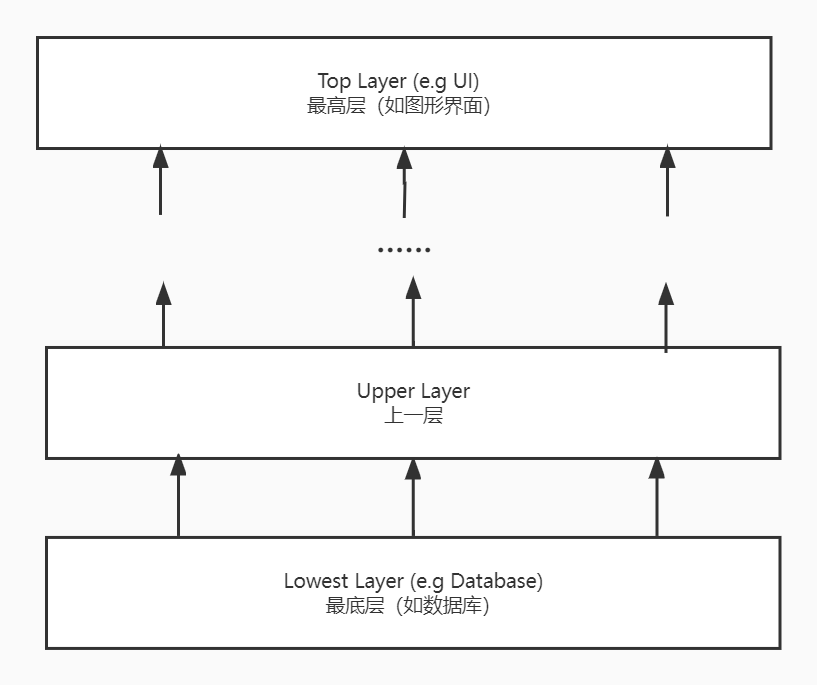 Top Layer (e.g UI)
最高层（如图形界面）
......
Upper Layer
上一层
Lowest Layer (e.g Database)
最底层（如数据库）